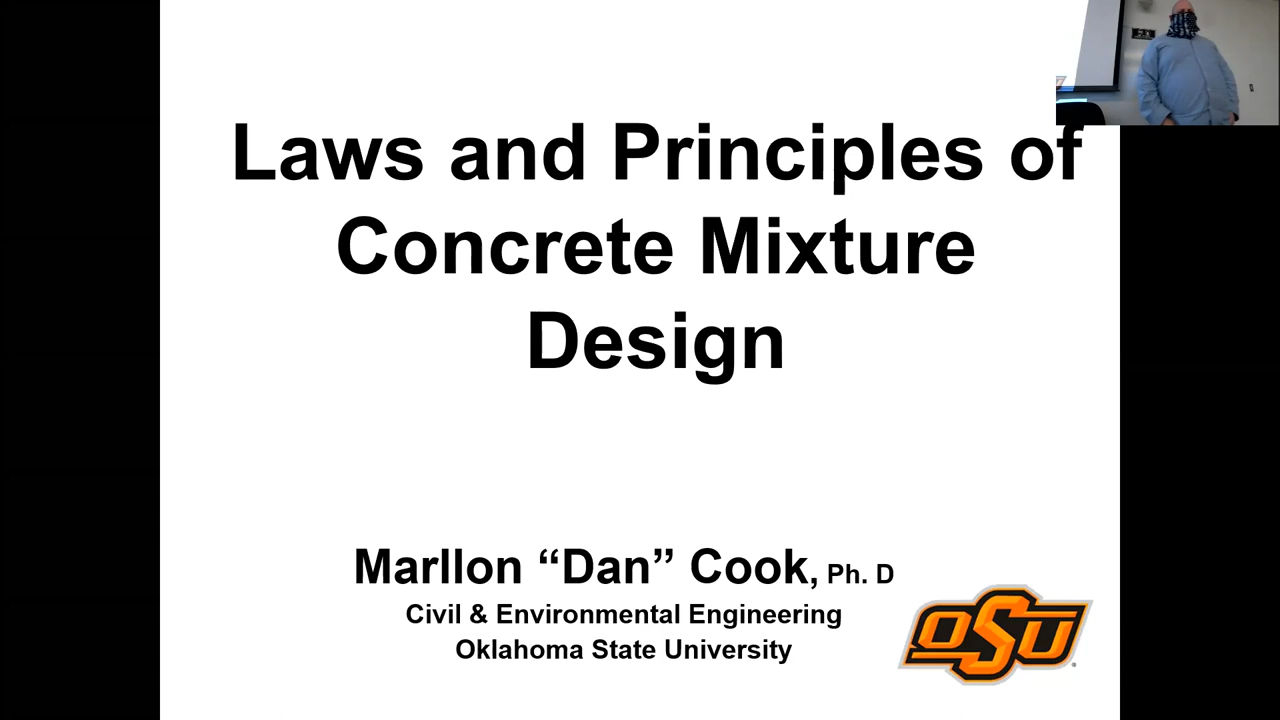 Laws and Principles of
Concrete Mixture
Design
Marllon “Dan” Cook, Ph. D
Civil & Environmental Engineering
Oklahoma State University
OSU